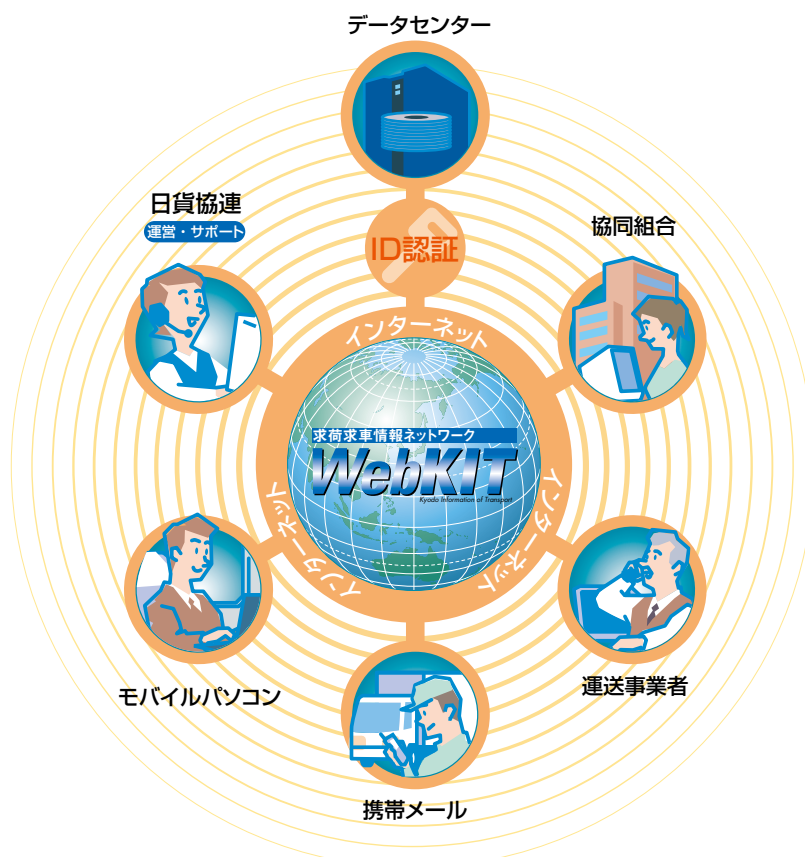 データセンター
日貨協連
運営・サポート
ID認証
協同組合
インターネット
求荷求車情報ネットワーク
WebKIT
Kyodo Information of Transport
インターネット
インターネット
モバイルパソコン
運送事業者
携帯メール